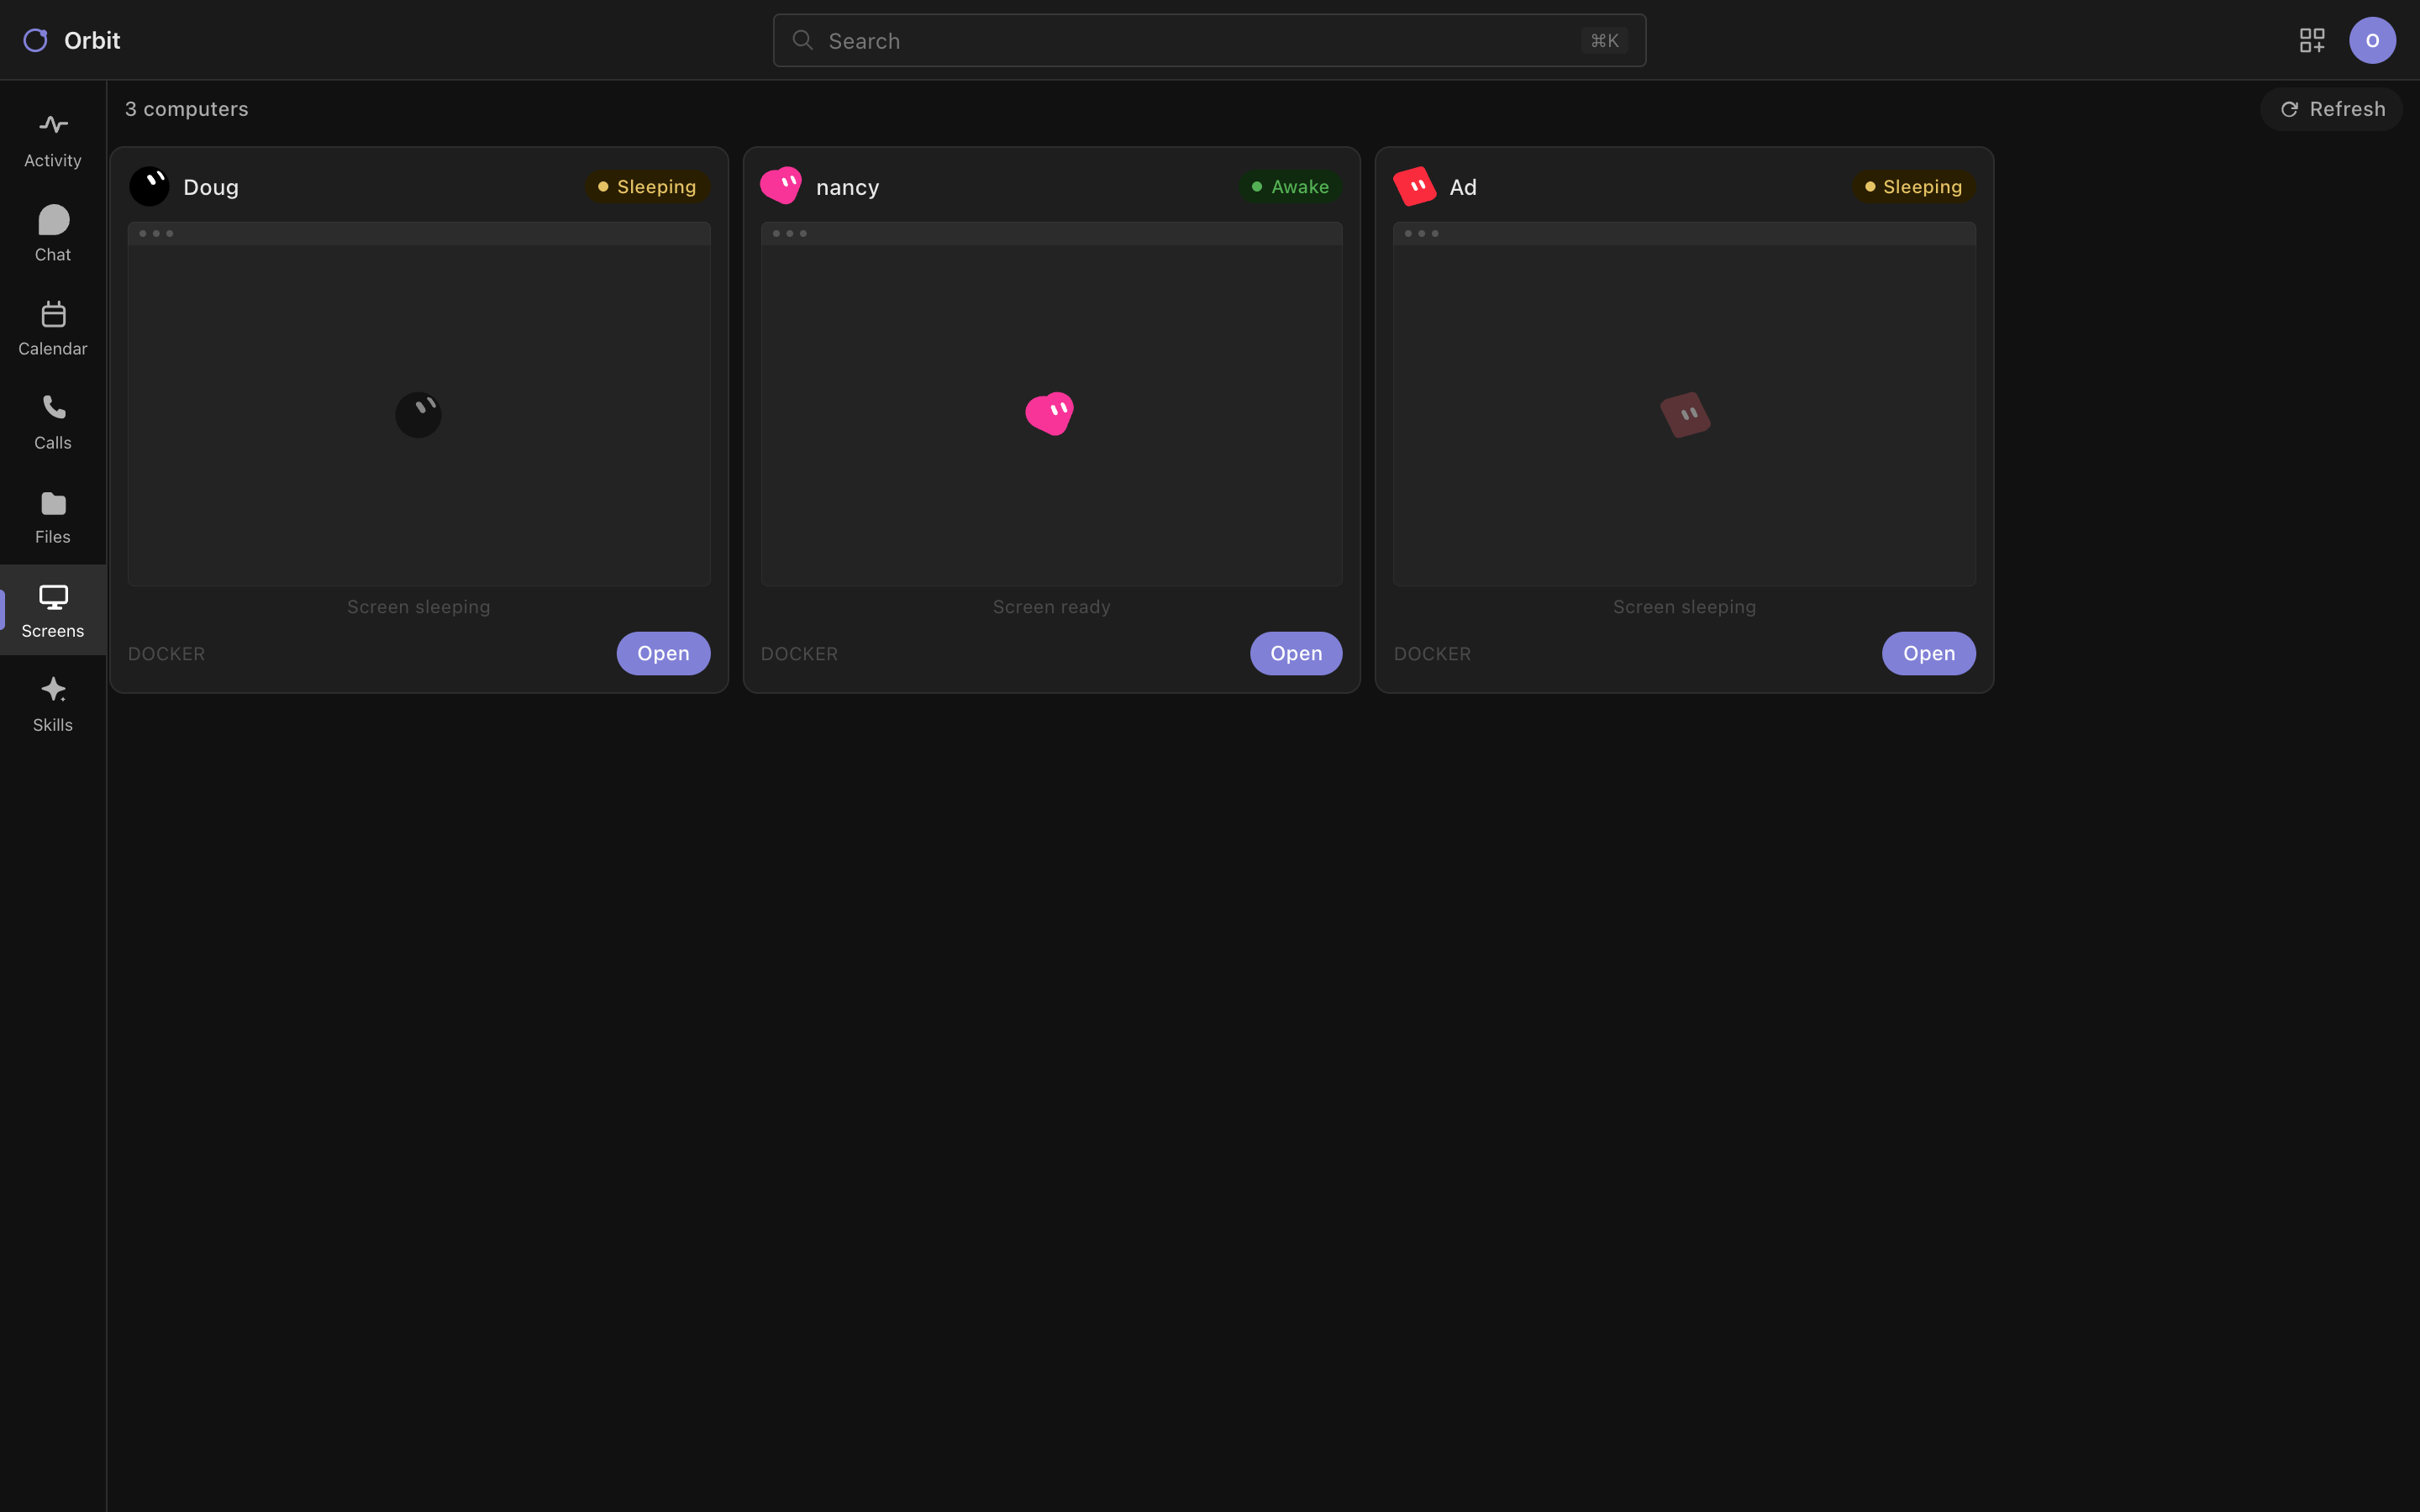 Orbit
Search ⌘K
O
3 computers
Refresh
Activity
Chat
Calendar
Calls
Files
Screens
Skills
Doug
Sleeping
Screen sleeping
DOCKER
Open
nancy
Awake
Screen ready
DOCKER
Open
Ad
Sleeping
Screen sleeping
DOCKER
Open